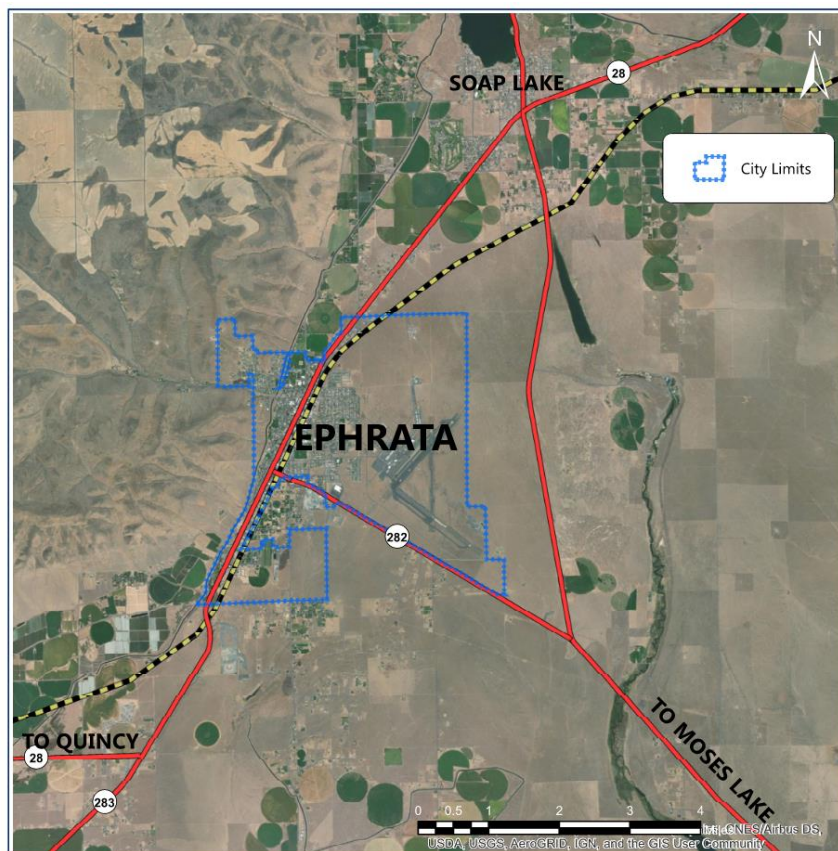 N
SOAP LAKE
28
City Limits
EPHRATA
282
TO QUINCY
28
283
TO MOSES LAKE
0 0.5 1 2 3 4
CNES/Airbus DS,
USDA, USGS, AeroGRID, IGN, and the GIS User Community